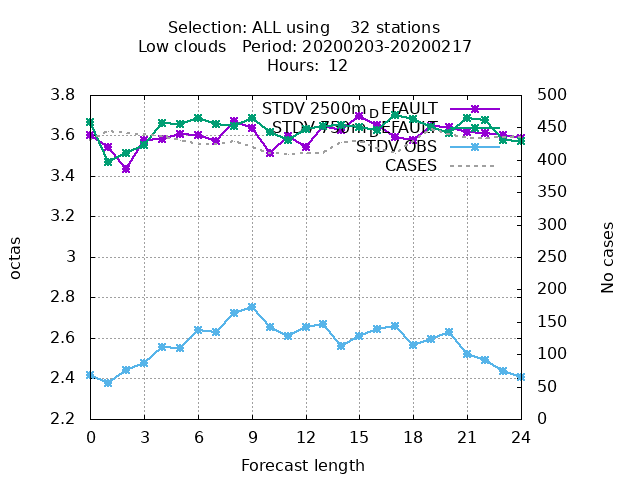 Selection: ALL using    32 stations
Low clouds   Period: 20200203-20200217
Hours:  12
STDV 2500m_DEFAULT
STDV 750m_DEFAULT
STDV OBS
CASES
3.8
3.6
3.4
3.2
3
2.8
2.6
2.4
2.2
octas
500
450
400
350
300
250
200
150
100
50
0
No cases
0 3 6 9 12 15 18 21 24
Forecast length